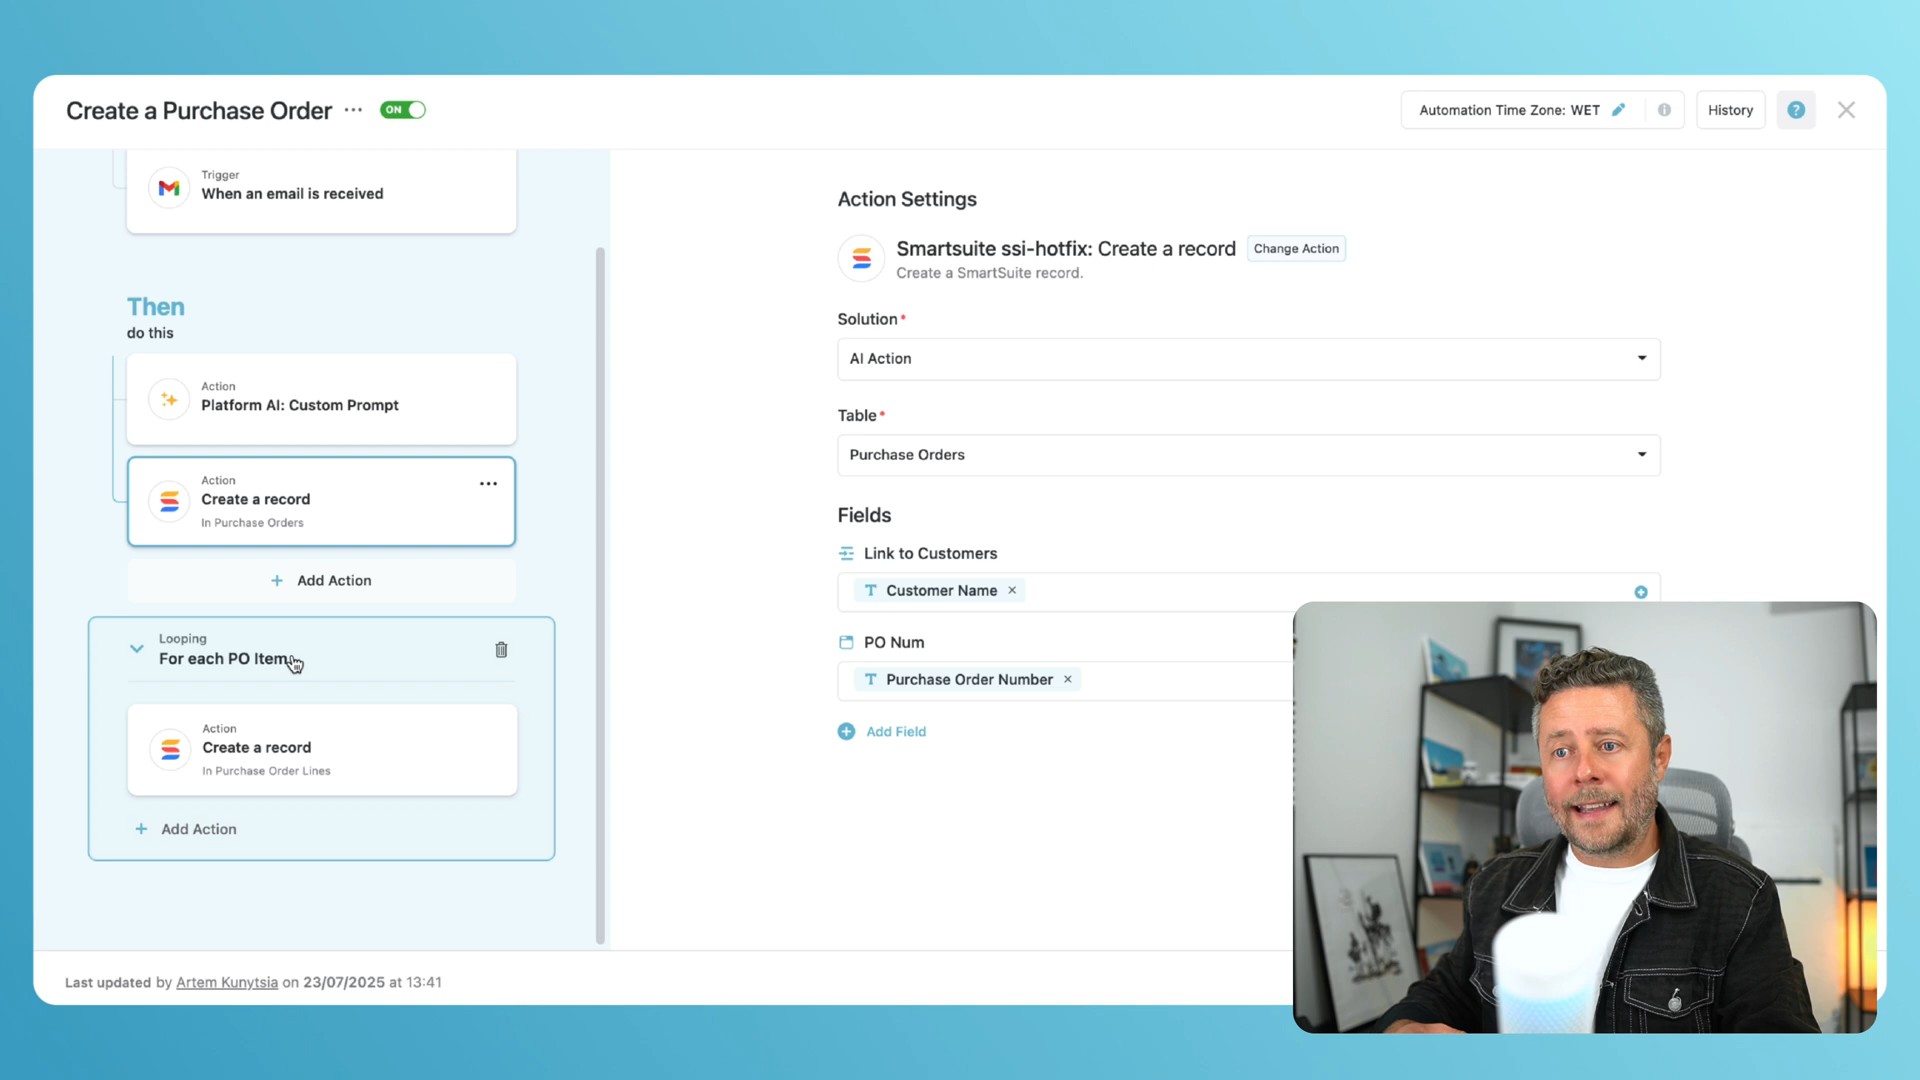 Create a Purchase Order
ON
Automation Time Zone: WET
History
Trigger
When an email is received
Then
do this
Action
Platform AI: Custom Prompt
Action
Create a record
In Purchase Orders
Add Action
Looping
For each PO Item
Action
Create a record
In Purchase Order Lines
Add Action
Action Settings
Smartsuite ssi-hotfix: Create a record
Change Action
Create a SmartSuite record.
Solution*
AI Action
Table*
Purchase Orders
Fields
Link to Customers
Customer Name
PO Num
Purchase Order Number
Add Field
Last updated by Artem Kunytsia on 23/07/2025 at 13:41